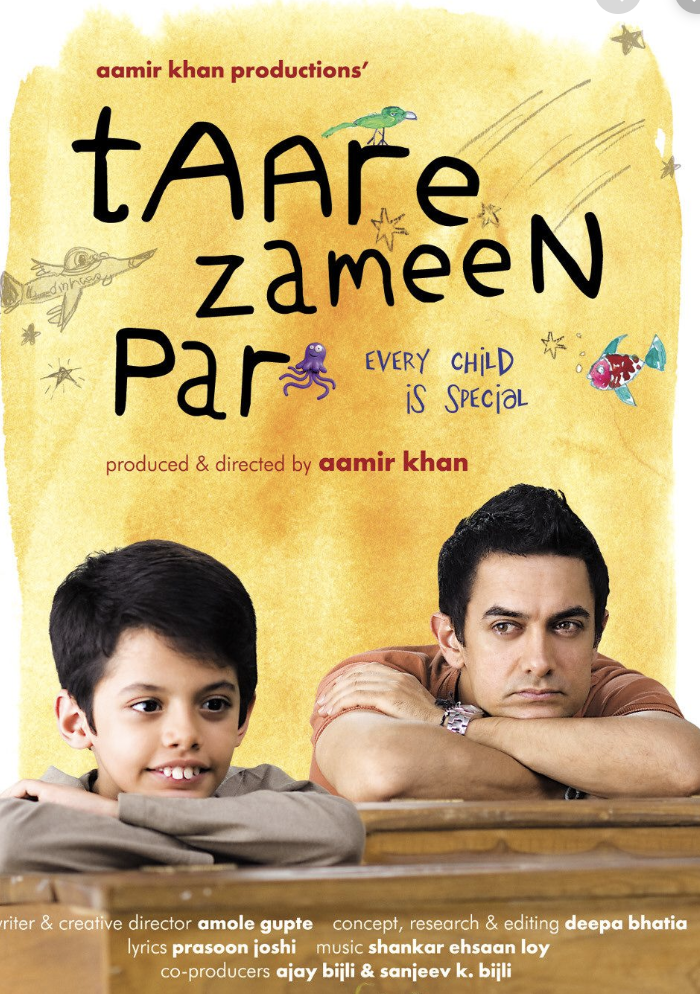 aamir khan productions'
tAAre
zameeN
Par
EVERY CHiLD
iS SPECiaL
produced & directed by aamir khan
riter & creative director amole gupte concept, research & editing deepa bhatia
lyrics prasoon joshi music shankar ehsaan loy
co-producers ajay bijli & sanjeev k. bijli